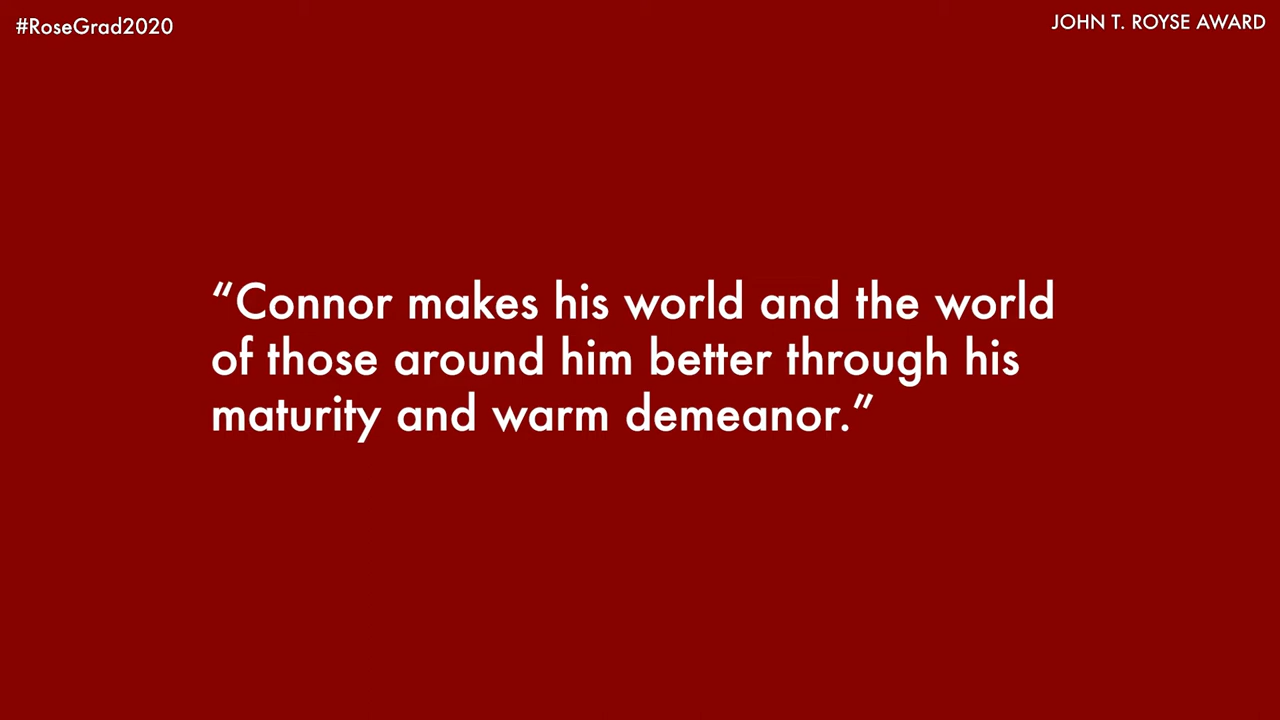 #RoseGrad2020
JOHN T. ROYSE AWARD
“Connor makes his world and the world
of those around him better through his
maturity and warm demeanor.”